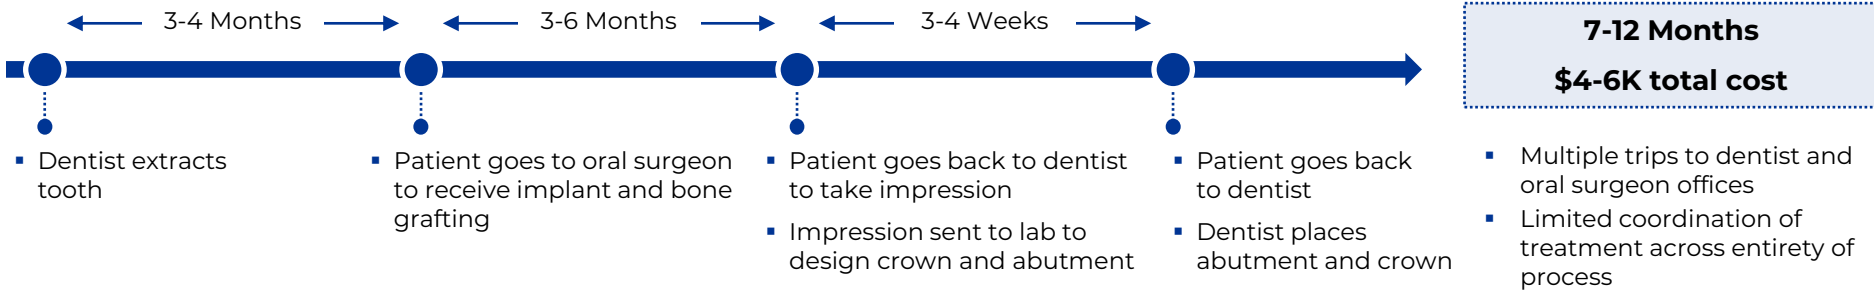 3-4 Months
3-6 Months
3-4 Weeks
▪ Dentist extracts
tooth
▪ Patient goes to oral surgeon
to receive implant and bone
grafting
▪ Patient goes back to dentist
to take impression
▪ Impression sent to lab to
design crown and abutment
▪ Patient goes back
to dentist
▪ Dentist places
abutment and crown
7-12 Months
$4-6K total cost
▪ Multiple trips to dentist and
oral surgeon offices
▪ Limited coordination of
treatment across entirety of
process